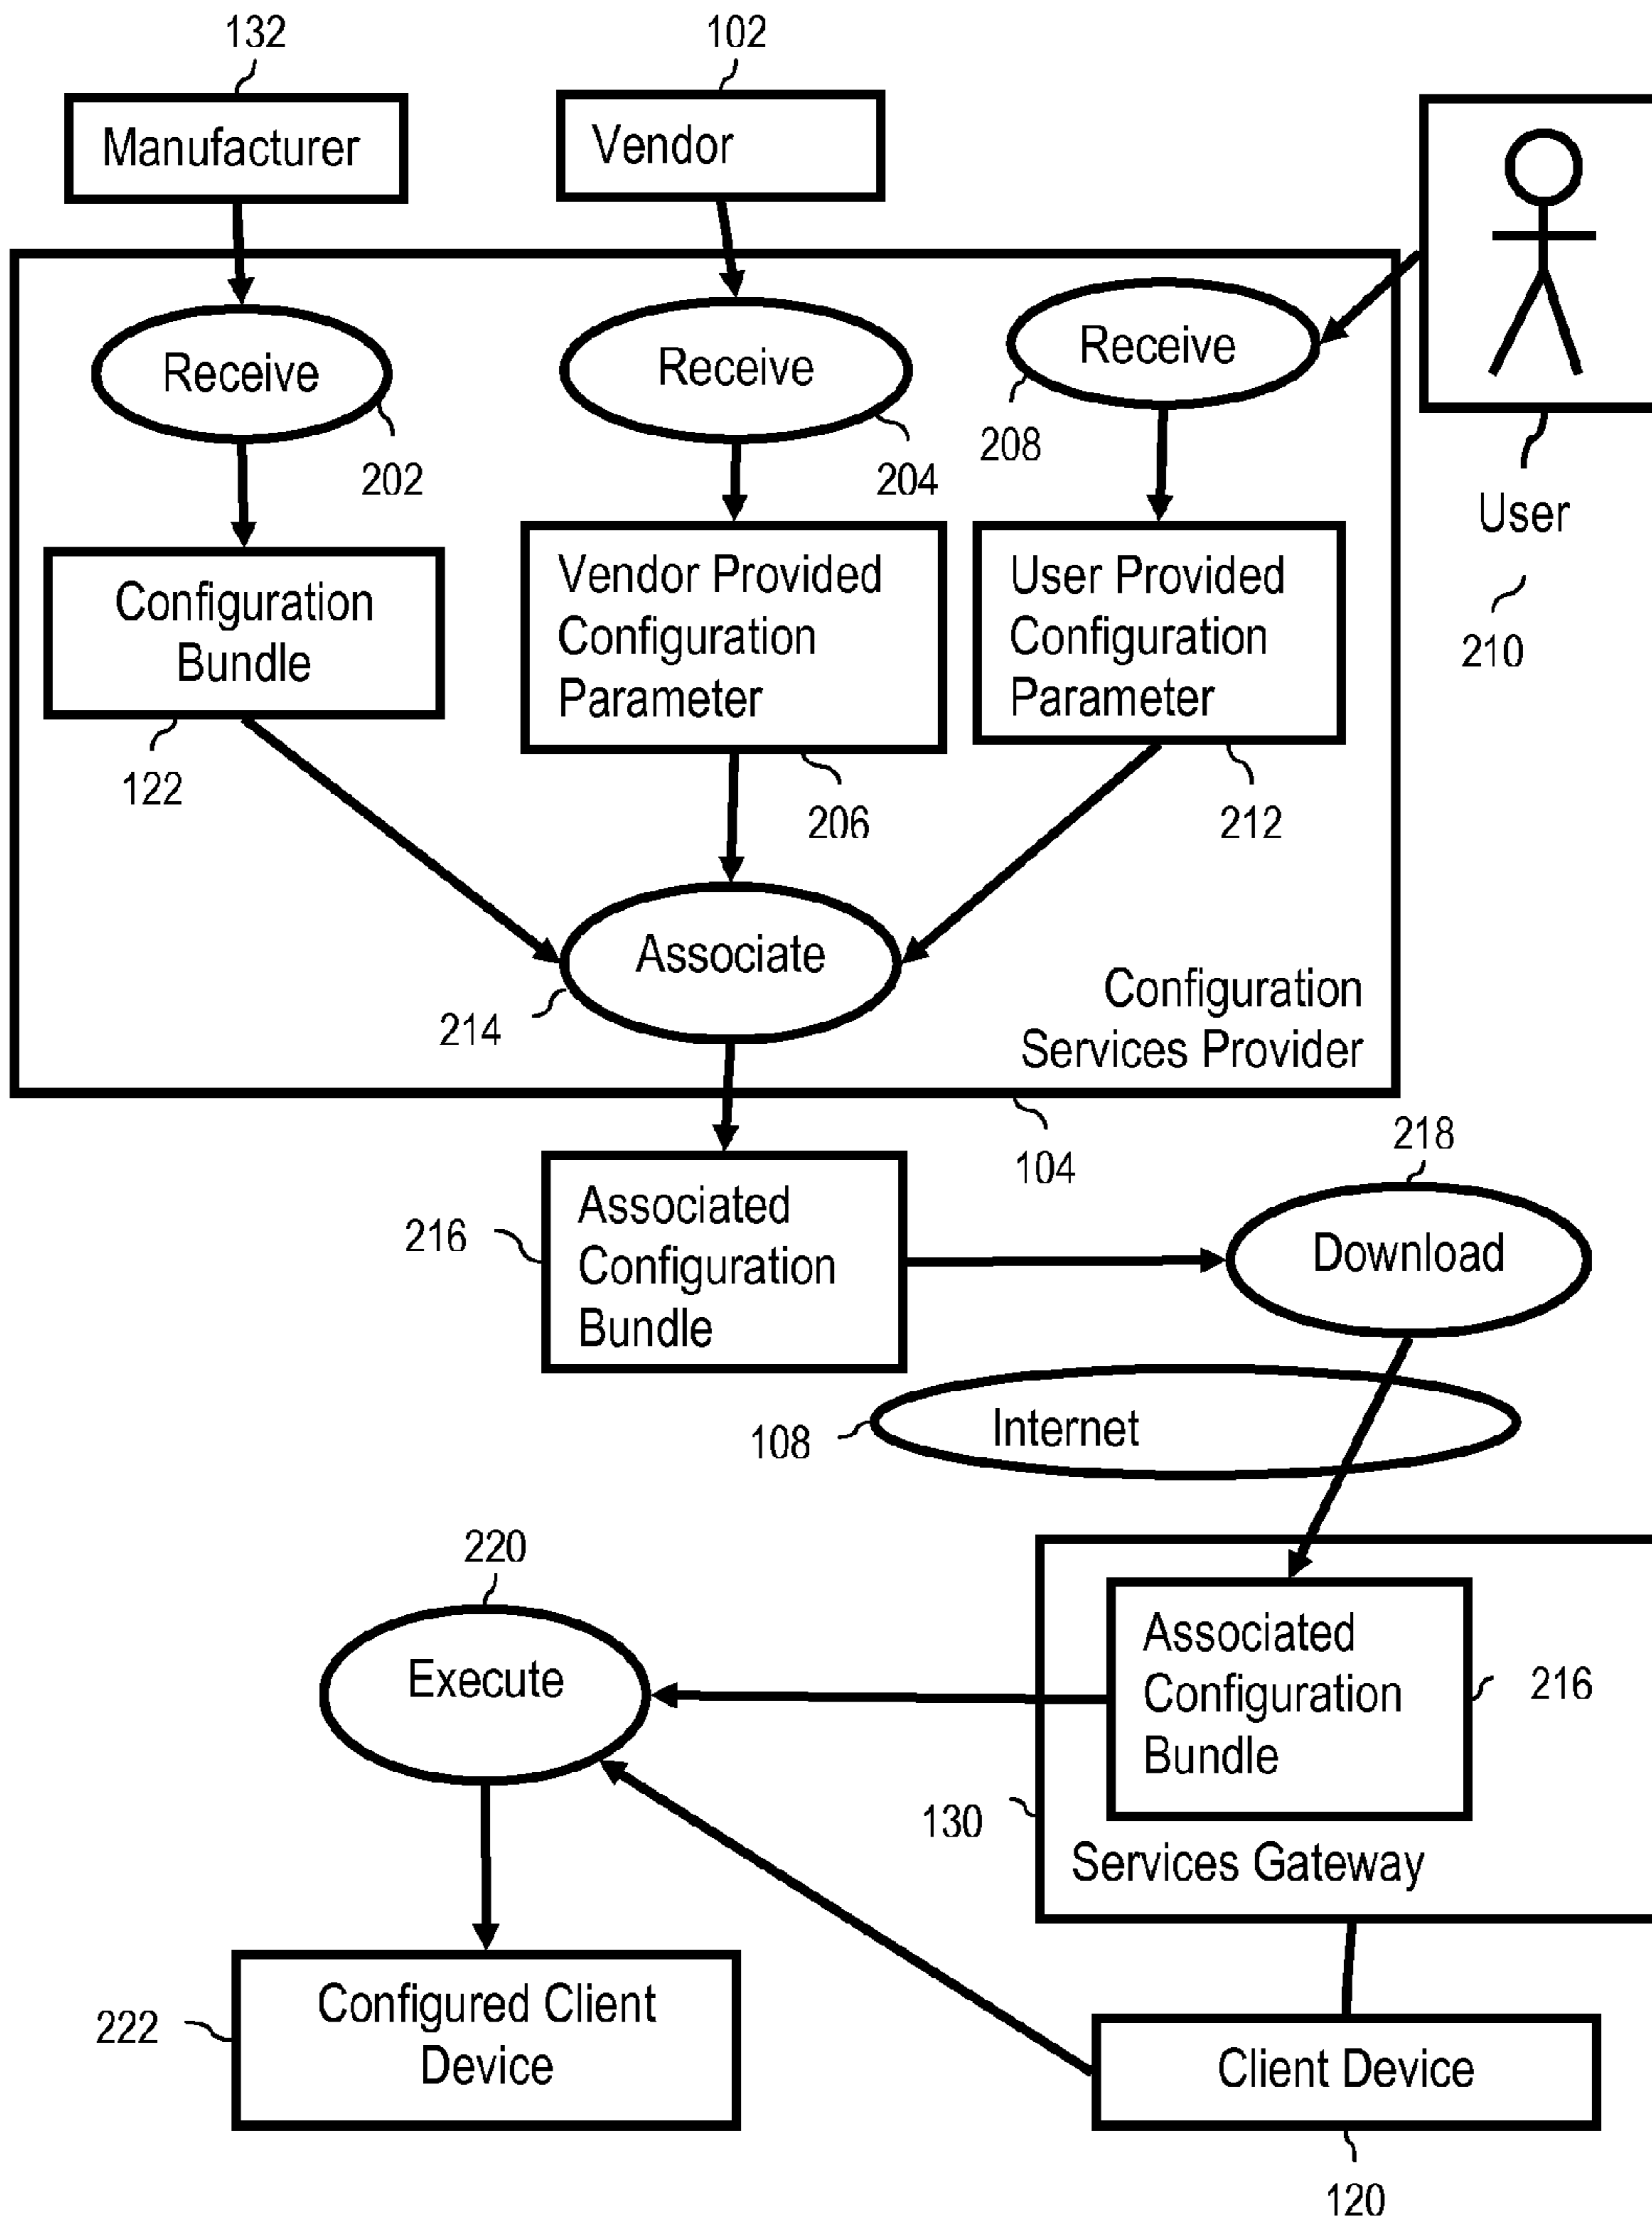 132
102
Manufacturer
Vendor
Receive
Receive
Receive
202
204
208
User
210
Configuration
Bundle
Vendor Provided
Configuration
Parameter
User Provided
Configuration
Parameter
122
206
212
Associate
214
Configuration
Services Provider
104
218
216
Associated
Configuration
Bundle
Download
108
Internet
220
Execute
Associated
Configuration
Bundle
216
130
Services Gateway
222
Configured Client
Device
Client Device
120